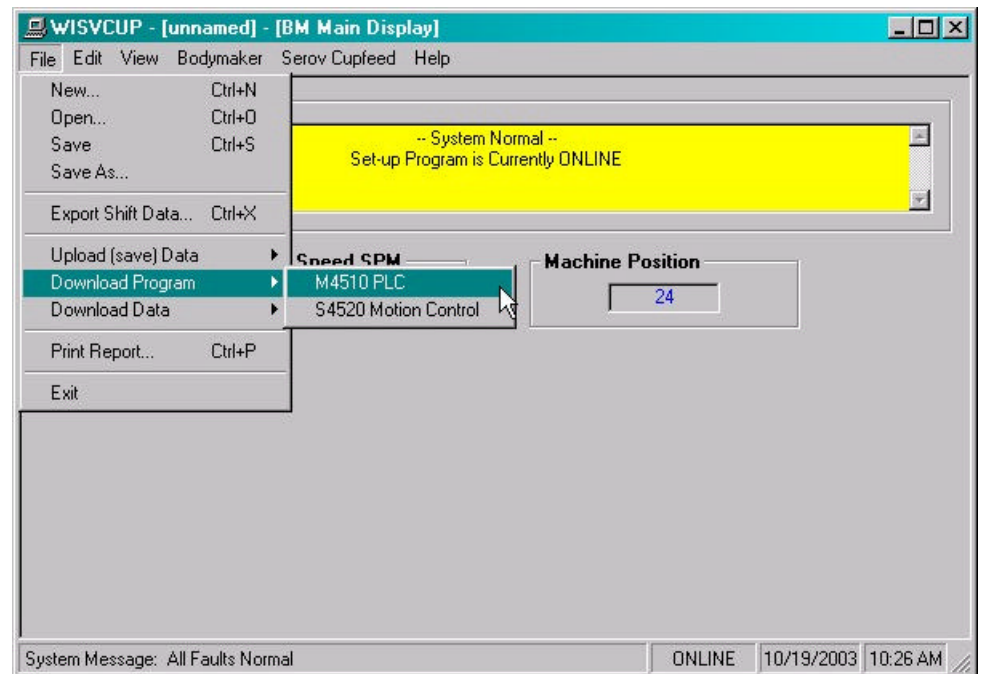 WISVCUP - [unnamed] - [BM Main Display]
File Edit View Bodymaker Serov Cupfeed Help
New... Ctrl+N
Open... Ctrl+O
Save Ctrl+S
Save As...
Export Shift Data... Ctrl+X
Upload (save) Data
Download Program
Download Data
Print Report... Ctrl+P
Exit
M4510 PLC
S4520 Motion Control
-- System Normal --
Set-up Program is Currently ONLINE
Speed SPM
Machine Position
24
System Message: All Faults Normal
ONLINE 10/19/2003 10:26 AM